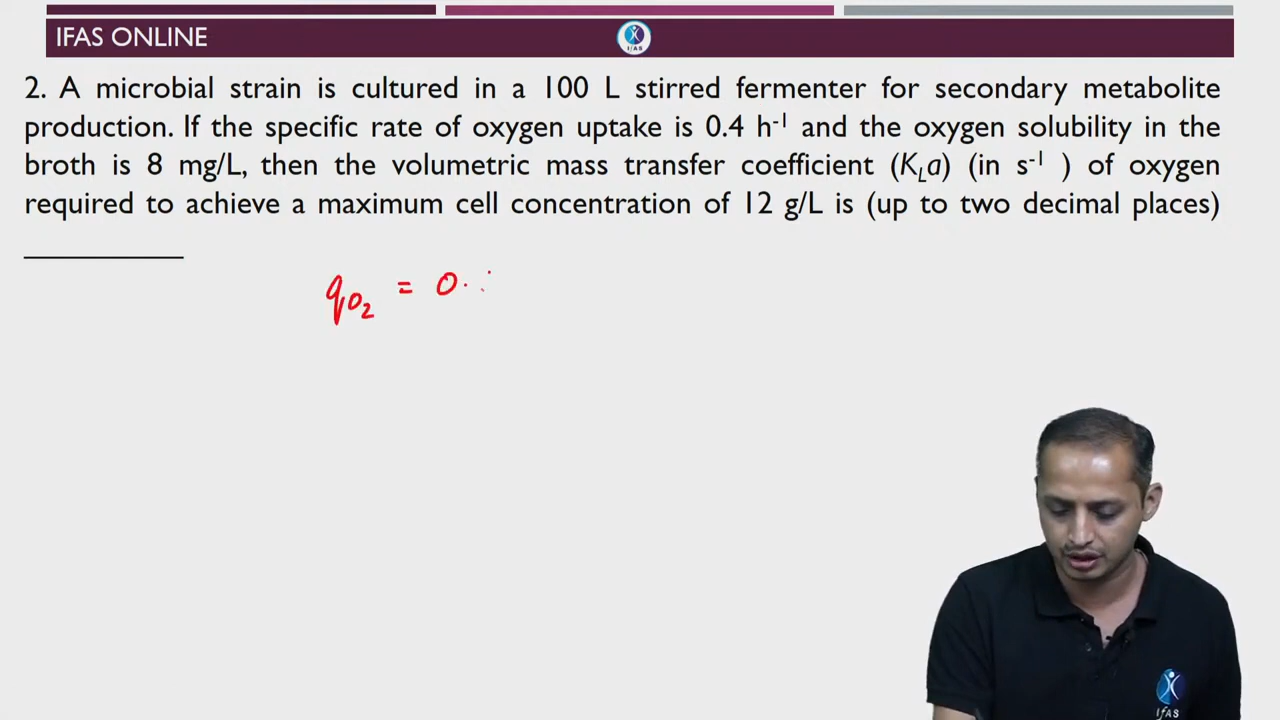 IFAS ONLINE
IFAS
2. A microbial strain is cultured in a 100 L stirred fermenter for secondary metabolite
production. If the specific rate of oxygen uptake is 0.4 h⁻¹ and the oxygen solubility in the
broth is 8 mg/L, then the volumetric mass transfer coefficient (K_La) (in s⁻¹ ) of oxygen
required to achieve a maximum cell concentration of 12 g/L is (up to two decimal places)
____________
qO₂ = 0.
IFAS